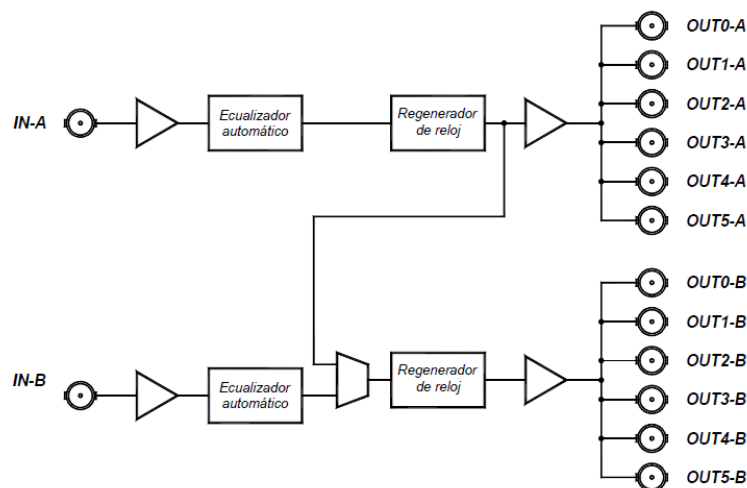 OUT0-A
OUT1-A
OUT2-A
OUT3-A
OUT4-A
OUT5-A
IN-A
Ecualizador
automático
Regenerador
de reloj
OUT0-B
OUT1-B
OUT2-B
OUT3-B
OUT4-B
OUT5-B
IN-B
Ecualizador
automático
Regenerador
de reloj